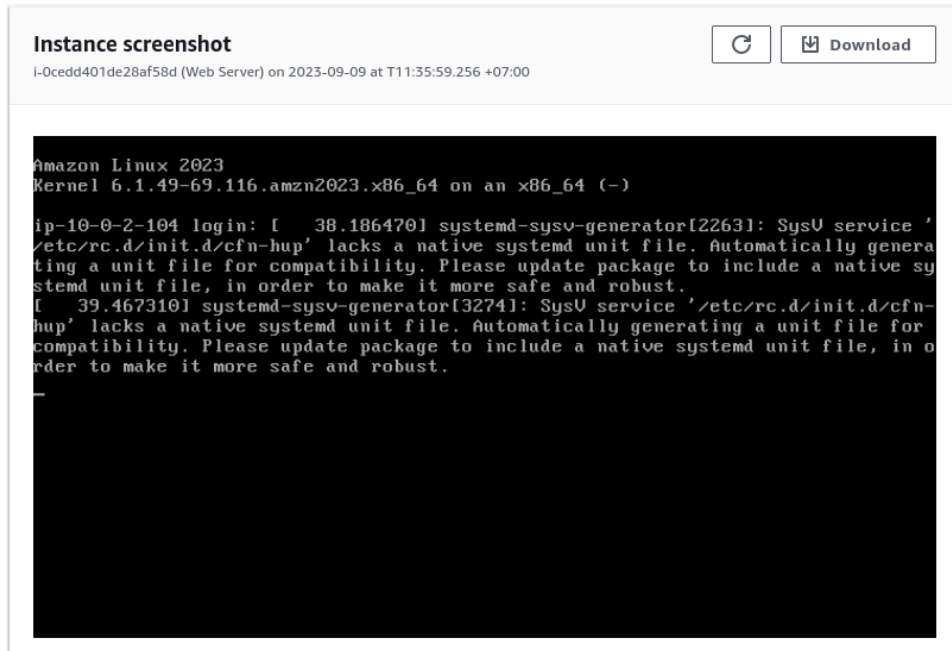 Instance screenshot
Download
i-0cedd401de28af58d (Web Server) on 2023-09-09 at T11:35:59.256 +07:00
Amazon Linux 2023
Kernel 6.1.49-69.116.amzn2023.x86_64 on an x86_64 (-)
ip-10-0-2-104 login: [   38.186470] systemd-sysv-generator[2263]: SysV service '
/etc/rc.d/init.d/cfn-hup' lacks a native systemd unit file. Automatically genera
ting a unit file for compatibility. Please update package to include a native sy
stemd unit file, in order to make it more safe and robust.
[   39.467310] systemd-sysv-generator[3274]: SysV service '/etc/rc.d/init.d/cfn-
hup' lacks a native systemd unit file. Automatically generating a unit file for
compatibility. Please update package to include a native systemd unit file, in o
rder to make it more safe and robust.